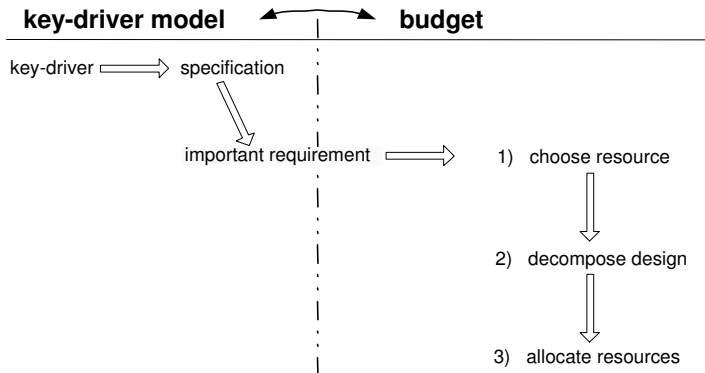 key-driver model budget
key-driver specification
important requirement 1) choose resource
2) decompose design
3) allocate resources